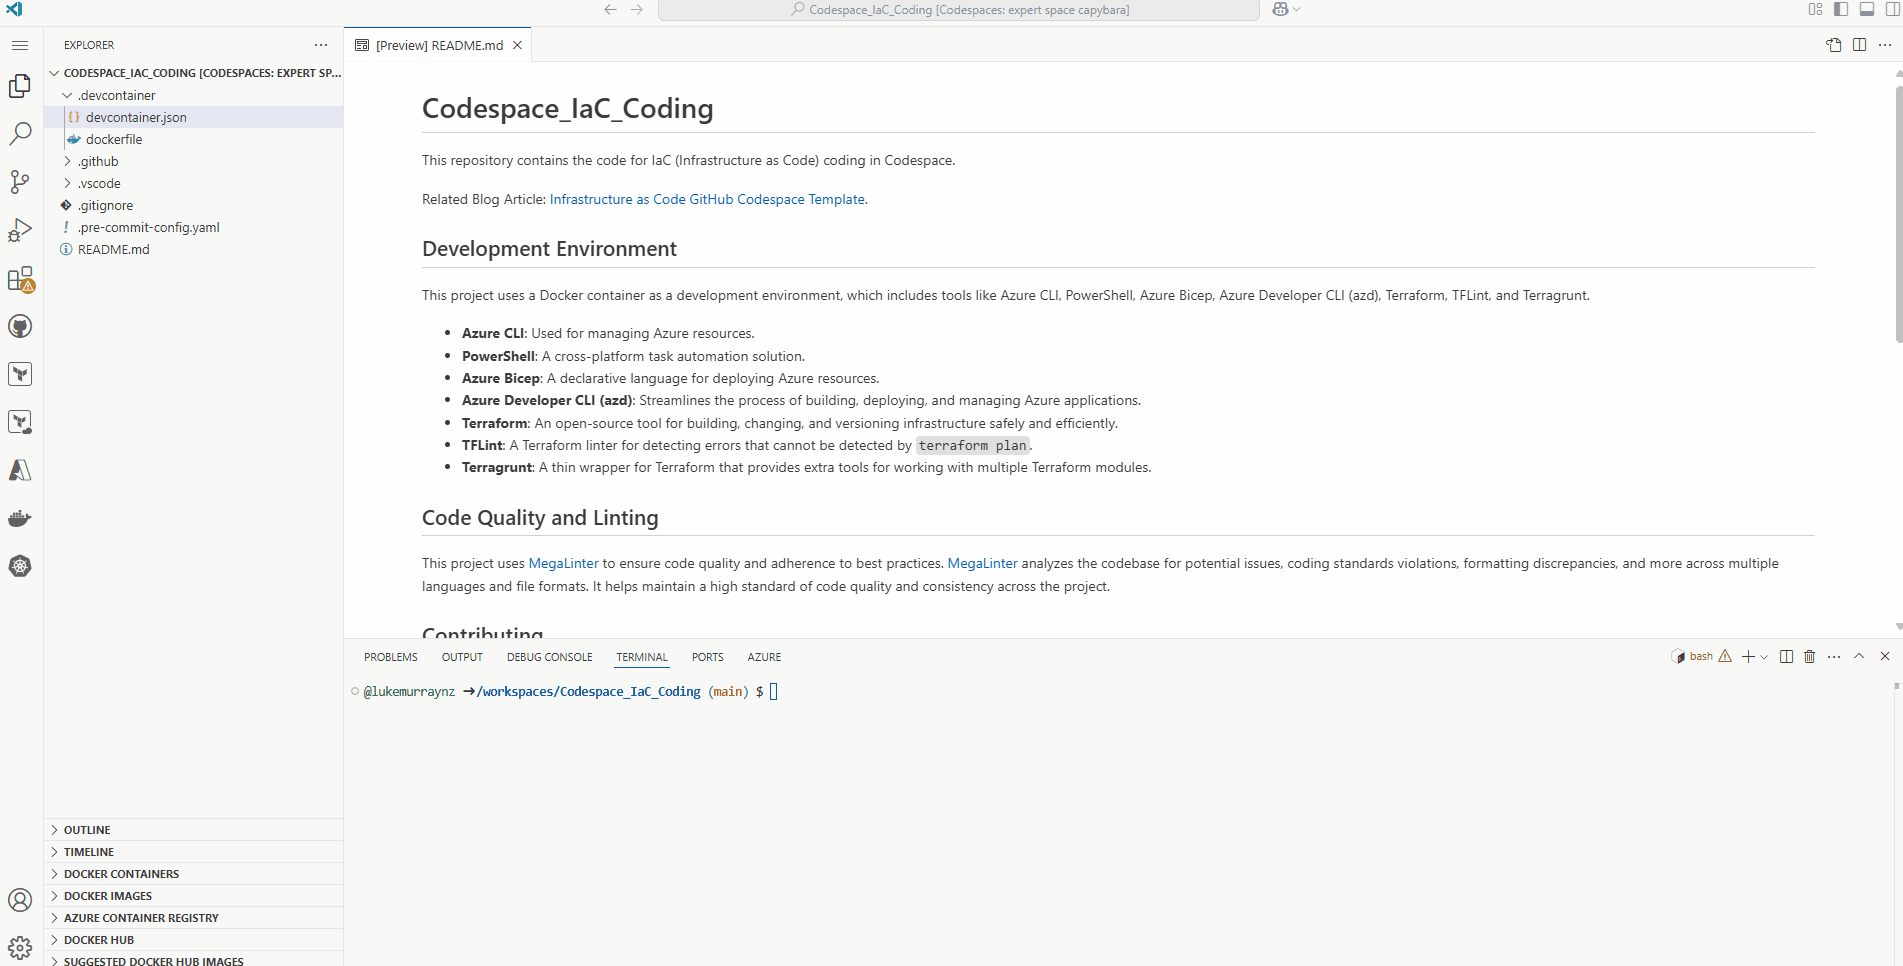 Codespace_IaC_Coding [Codespaces: expert space capybara]
EXPLORER
[Preview] README.md
CODESPACE_IAC_CODING [CODESPACES: EXPERT SP...
.devcontainer
devcontainer.json
dockerfile
.github
.vscode
.gitignore
.pre-commit-config.yaml
README.md
OUTLINE
TIMELINE
DOCKER CONTAINERS
DOCKER IMAGES
AZURE CONTAINER REGISTRY
DOCKER HUB
SUGGESTED DOCKER HUB IMAGES
Codespace_IaC_Coding
This repository contains the code for IaC (Infrastructure as Code) coding in Codespace.
Related Blog Article: Infrastructure as Code GitHub Codespace Template.
Development Environment
This project uses a Docker container as a development environment, which includes tools like Azure CLI, PowerShell, Azure Bicep, Azure Developer CLI (azd), Terraform, TFLint, and Terragrunt.
• Azure CLI: Used for managing Azure resources.
• PowerShell: A cross-platform task automation solution.
• Azure Bicep: A declarative language for deploying Azure resources.
• Azure Developer CLI (azd): Streamlines the process of building, deploying, and managing Azure applications.
• Terraform: An open-source tool for building, changing, and versioning infrastructure safely and efficiently.
• TFLint: A Terraform linter for detecting errors that cannot be detected by terraform plan.
• Terragrunt: A thin wrapper for Terraform that provides extra tools for working with multiple Terraform modules.
Code Quality and Linting
This project uses MegaLinter to ensure code quality and adherence to best practices. MegaLinter analyzes the codebase for potential issues, coding standards violations, formatting discrepancies, and more across multiple
languages and file formats. It helps maintain a high standard of code quality and consistency across the project.
Contributing
PROBLEMS OUTPUT DEBUG CONSOLE TERMINAL PORTS AZURE
bash
@lukemurraynz ➜/workspaces/Codespace_IaC_Coding (main) $